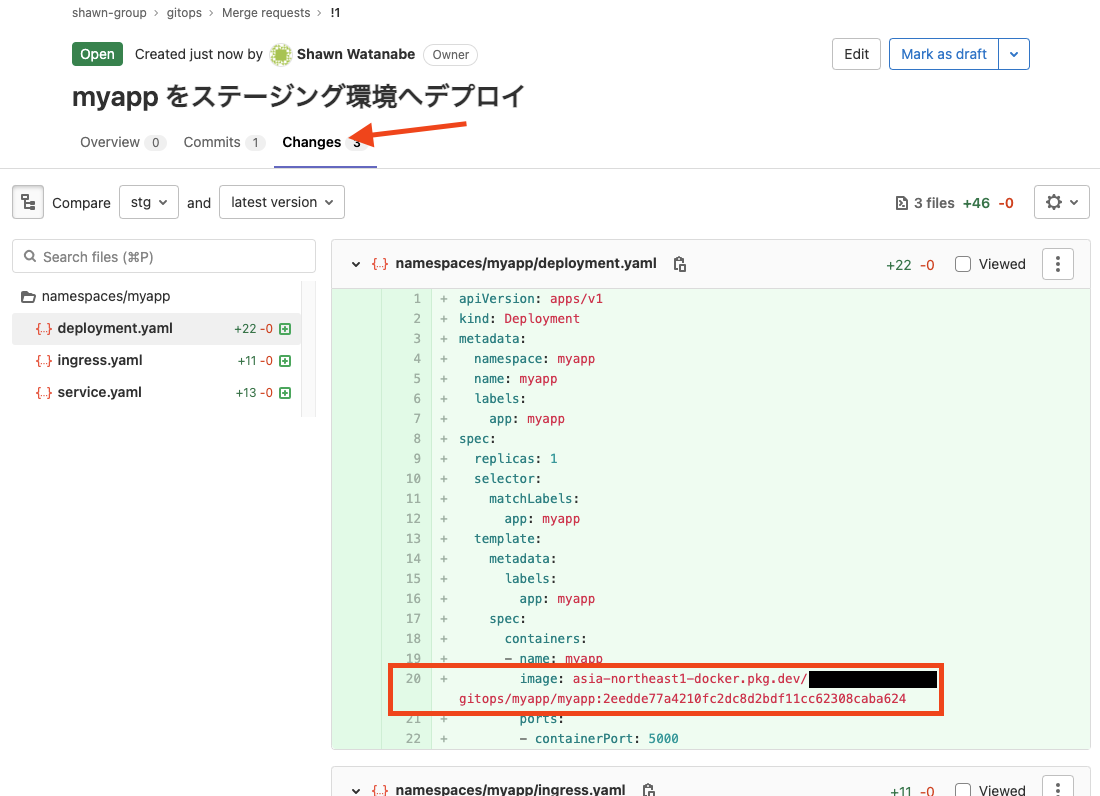 shawn-group › gitops › Merge requests › !1
Open Created just now by Shawn Watanabe Owner
Edit Mark as draft
myapp をステージング環境へデプロイ
Overview 0 Commits 1 Changes 3
Compare stg and latest version 3 files +46 -0
Search files (⌘P)
namespaces/myapp
deployment.yaml +22 -0
ingress.yaml +11 -0
service.yaml +13 -0
namespaces/myapp/deployment.yaml +22 -0 Viewed
1 + apiVersion: apps/v1
2 + kind: Deployment
3 + metadata:
4 +   namespace: myapp
5 +   name: myapp
6 +   labels:
7 +     app: myapp
8 + spec:
9 +   replicas: 1
10 +   selector:
11 +     matchLabels:
12 +       app: myapp
13 +   template:
14 +     metadata:
15 +       labels:
16 +         app: myapp
17 +     spec:
18 +       containers:
19 +       - name: myapp
20 +         image: asia-northeast1-docker.pkg.dev/
gitops/myapp/myapp:2eedde77a4210fc2dc8d2bdf11cc62308caba624
21 +         ports:
22 +         - containerPort: 5000
namespaces/myapp/ingress.yaml +11 -0 Viewed